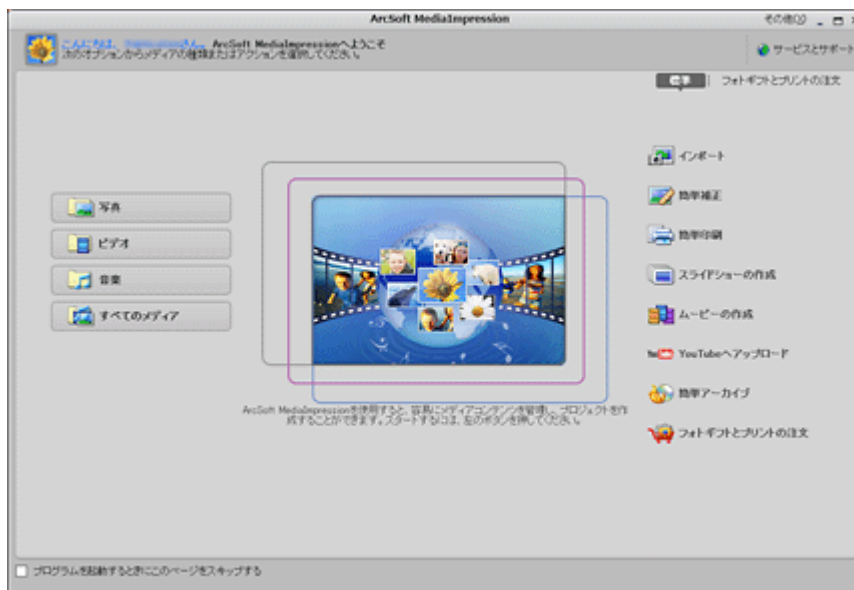 ArcSoft MediaImpression
その他(X)
こんにちは、 さん。 ArcSoft MediaImpressionへようこそ
次のオプションからメディアの種類またはアクションを選択してください。
サービスとサポート
標準 | フォトギフトとプリントの注文
写真
ビデオ
音楽
すべてのメディア
インポート
簡単補正
簡単印刷
スライドショーの作成
ムービーの作成
YouTubeへアップロード
簡単アーカイブ
フォトギフトとプリントの注文
ArcSoft MediaImpressionを使用すると、容易にメディアコンテンツを管理し、プロジェクトを作
成することができます。スタートするには、左のボタンを押してください。
プログラムを起動するときにこのページをスキップする